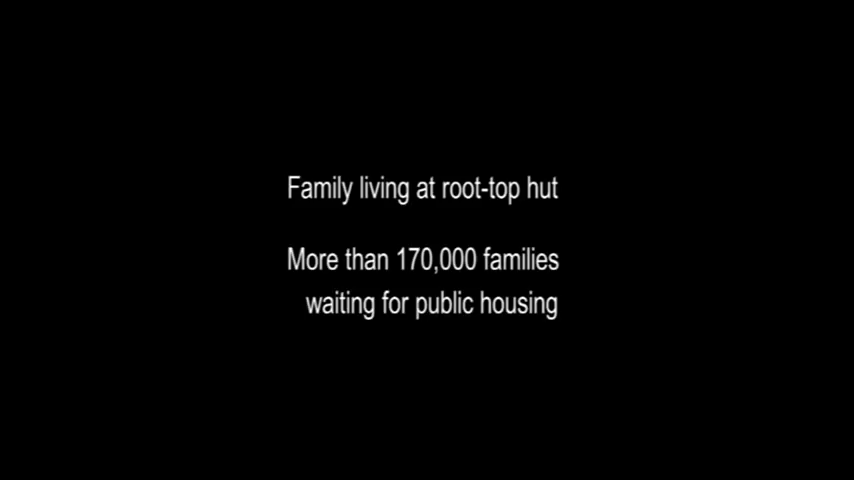 Family living at root-top hut
More than 170,000 families
waiting for public housing